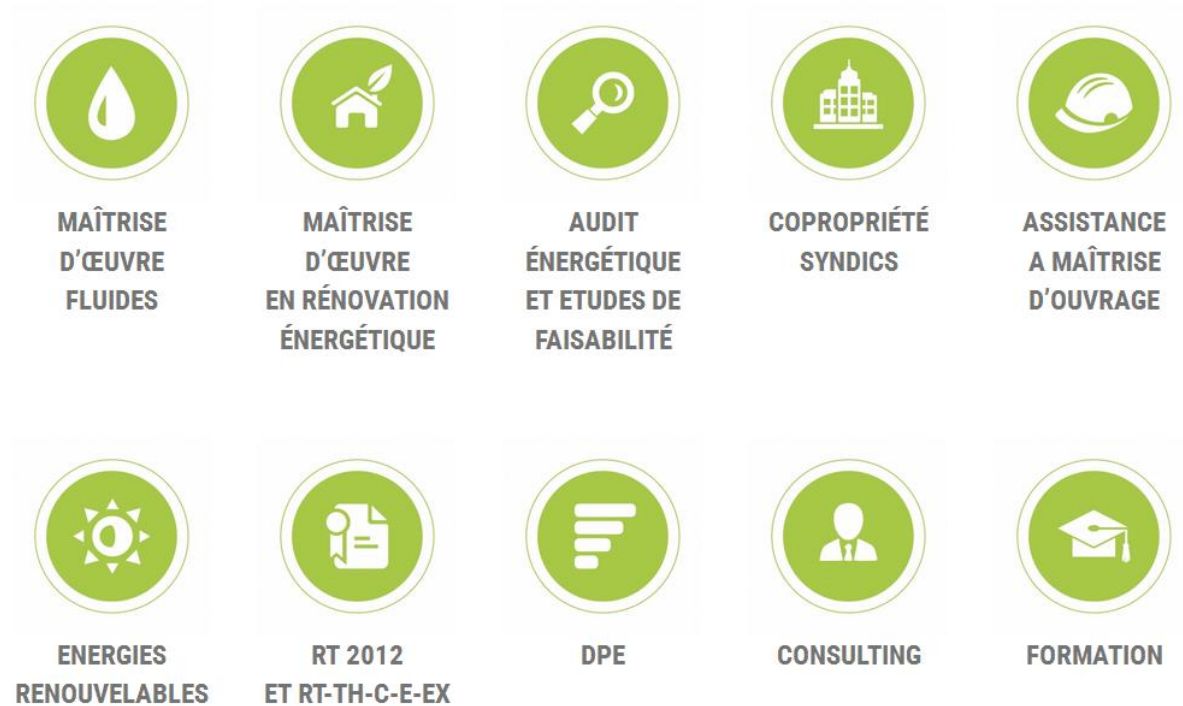 MAÎTRISE
D'ŒUVRE
FLUIDES
MAÎTRISE
D'ŒUVRE
EN RÉNOVATION
ÉNERGÉTIQUE
AUDIT
ÉNERGÉTIQUE
ET ETUDES DE
FAISABILITÉ
COPROPRIÉTÉ
SYNDICS
ASSISTANCE
A MAÎTRISE
D'OUVRAGE
ENERGIES
RENOUVELABLES
RT 2012
ET RT-TH-C-E-EX
DPE
CONSULTING
FORMATION